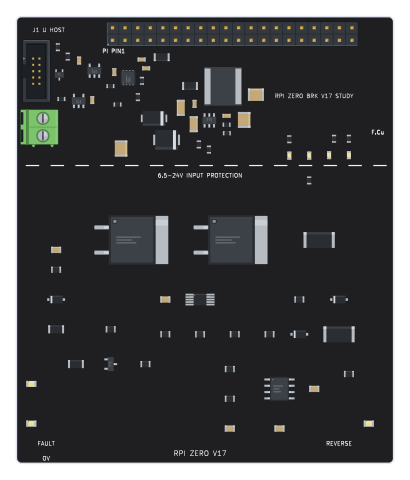 J1 U HOST
PI PIN1
RPI ZERO BRK V17 STUDY
F.Cu
6.5-24V INPUT PROTECTION
FAULT
REVERSE
0V
RPI ZERO V17